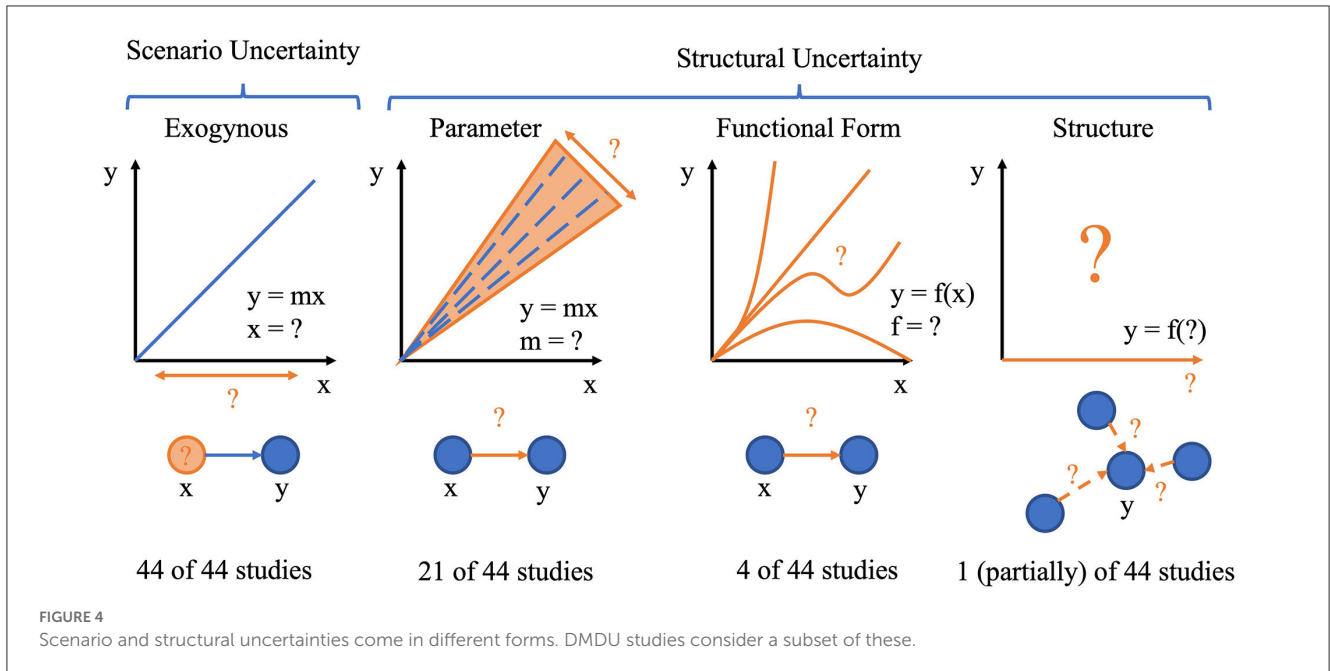 Scenario Uncertainty
Structural Uncertainty
Exogynous
Parameter
Functional Form
Structure
y
y = mx
x = ?
x
?
?
x
y
44 of 44 studies
y
?
y = mx
m = ?
x
?
x
y
21 of 44 studies
y
?
y = f(x)
f = ?
x
?
x
y
4 of 44 studies
y
?
y = f(?)
?
?
?
?
y
1 (partially) of 44 studies
FIGURE 4
Scenario and structural uncertainties come in different forms. DMDU studies consider a subset of these.